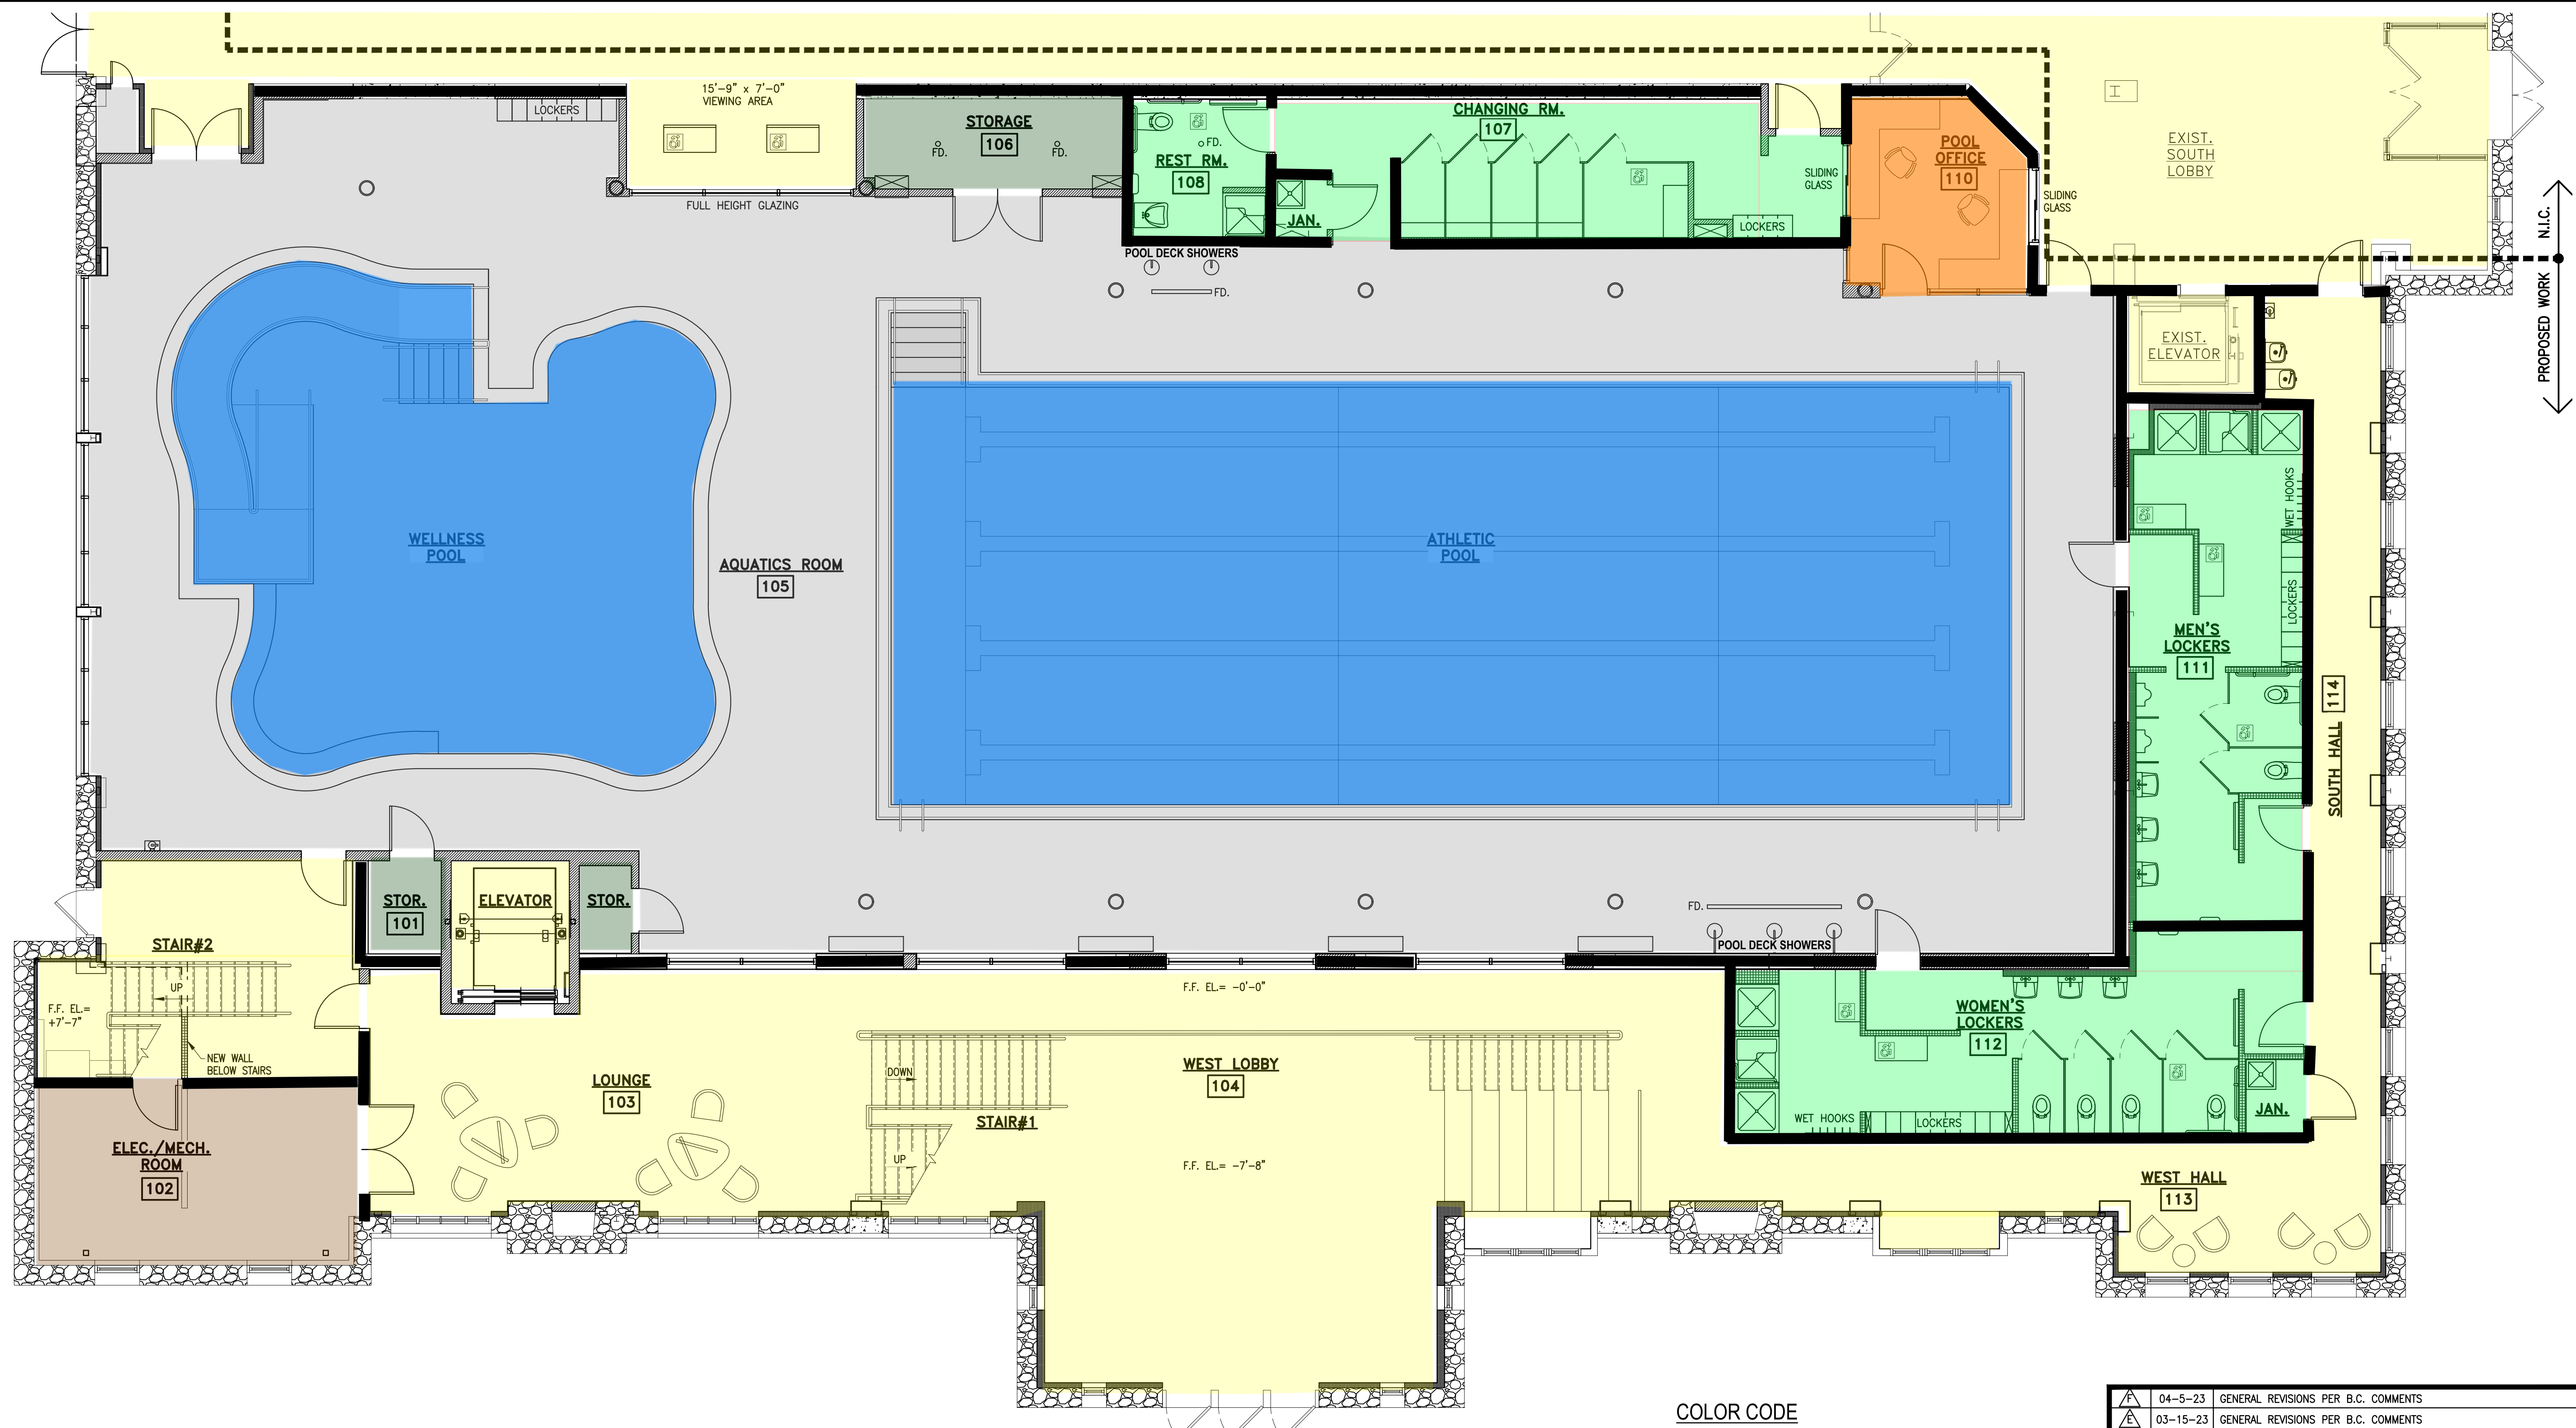 15'-9" x 7'-0"
VIEWING AREA
LOCKERS
FULL HEIGHT GLAZING
STORAGE
106
FD.
FD.
REST RM.
108
FD.
JAN.
CHANGING RM.
107
LOCKERS
SLIDING
GLASS
POOL
OFFICE
110
SLIDING
GLASS
EXIST.
SOUTH
LOBBY
N.I.C.
PROPOSED WORK
POOL DECK SHOWERS
FD.
EXIST.
ELEVATOR
WELLNESS
POOL
AQUATICS ROOM
105
ATHLETIC
POOL
WET HOOKS
LOCKERS
MEN'S
LOCKERS
111
SOUTH HALL
114
STOR.
101
ELEVATOR
STOR.
STAIR#2
UP
F.F. EL.=
+7'-7"
NEW WALL
BELOW STAIRS
FD.
POOL DECK SHOWERS
F.F. EL.= -0'-0"
WEST LOBBY
104
LOUNGE
103
DOWN
STAIR#1
UP
F.F. EL.= -7'-8"
ELEC./MECH.
ROOM
102
WOMEN'S
LOCKERS
112
WET HOOKS
LOCKERS
JAN.
WEST HALL
113
COLOR CODE
F 04-5-23 GENERAL REVISIONS PER B.C. COMMENTS
E 03-15-23 GENERAL REVISIONS PER B.C. COMMENTS